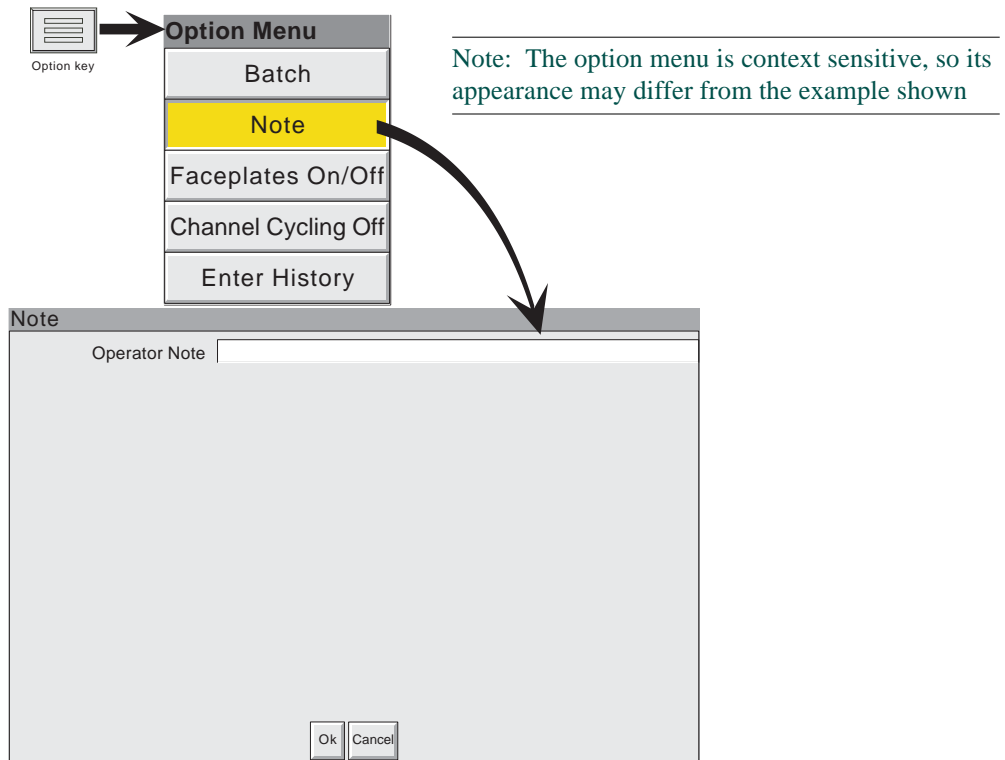 Option key
Option Menu
Batch
Note
Faceplates On/Off
Channel Cycling Off
Enter History
Note: The option menu is context sensitive, so its
appearance may differ from the example shown
Note
Operator Note
Ok
Cancel